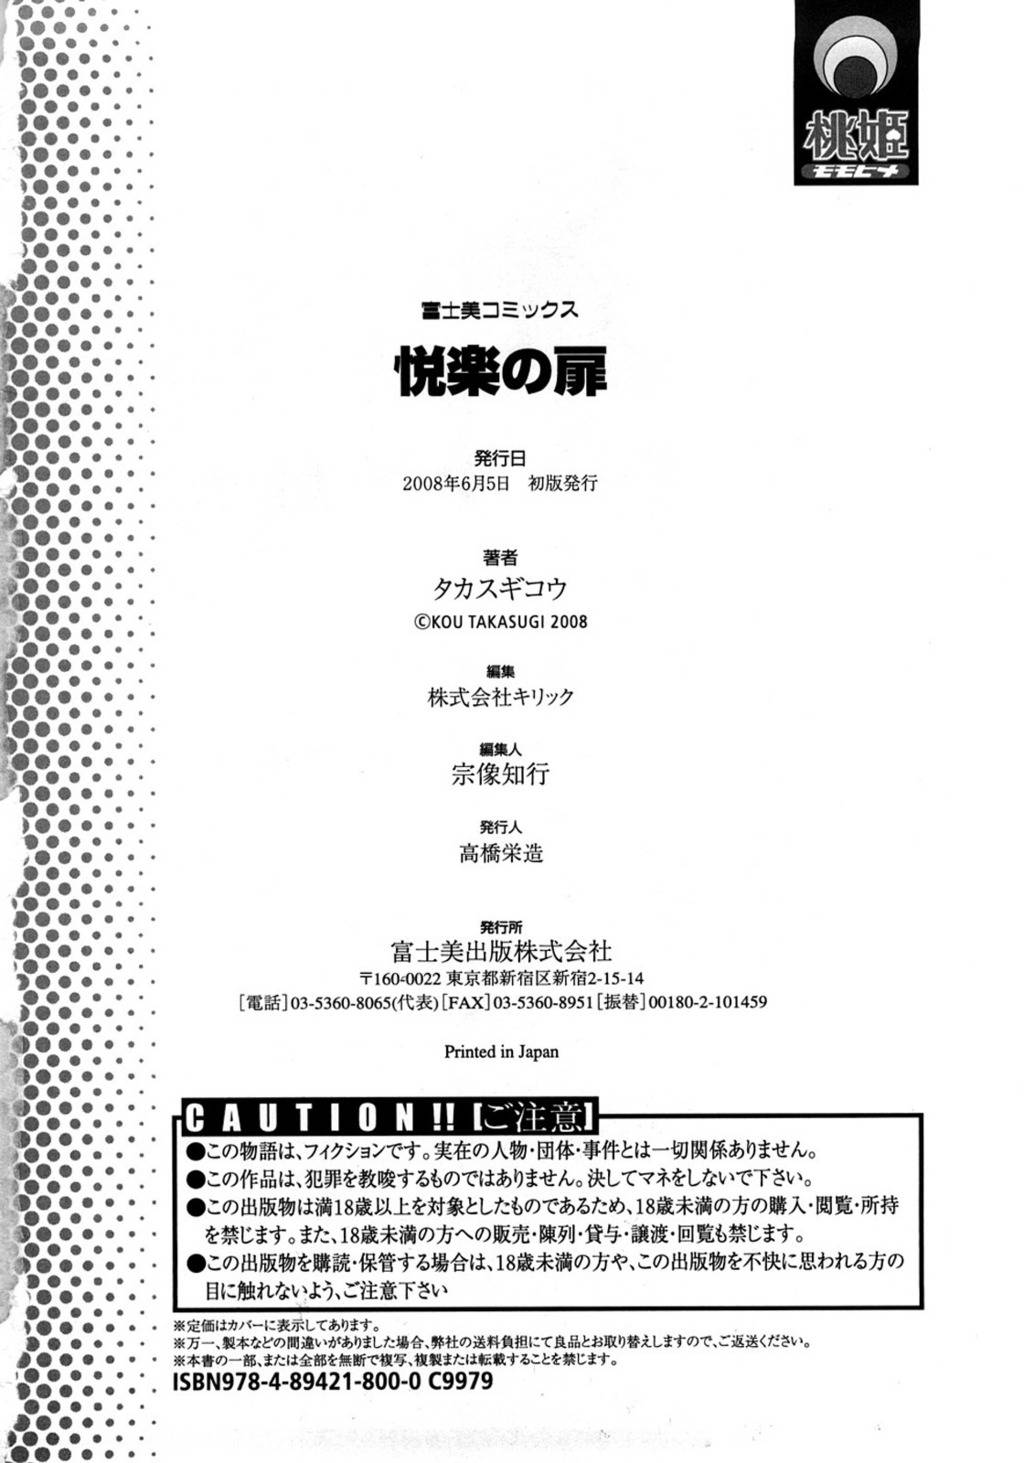 桃姫
モモヒメ
富士美コミックス
悦楽の扉
発行日
2008年6月5日　初版発行
著者
タカスギコウ
©KOU TAKASUGI 2008
編集
株式会社キリック
編集人
宗像知行
発行人
高橋栄造
発行所
富士美出版株式会社
〒160-0022 東京都新宿区新宿2-15-14
[電話]03-5360-8065(代表)[FAX]03-5360-8951[振替]00180-2-101459
Printed in Japan
CAUTION!![ご注意]
●この物語は、フィクションです。実在の人物・団体・事件とは一切関係ありません。
●この作品は、犯罪を教唆するものではありません。決してマネをしないで下さい。
●この出版物は満18歳以上を対象としたものであるため、18歳未満の方の購入・閲覧・所持
を禁じます。また、18歳未満の方への販売・陳列・貸与・譲渡・回覧も禁じます。
●この出版物を購読・保管する場合は、18歳未満の方や、この出版物を不快に思われる方の
目に触れないよう、ご注意下さい
※定価はカバーに表示してあります。
※万一、製本などの間違いがありました場合、弊社の送料負担にて良品とお取り替えしますので、ご返送ください。
※本書の一部、または全部を無断で複写、複製または転載することを禁じます。
ISBN978-4-89421-800-0 C9979